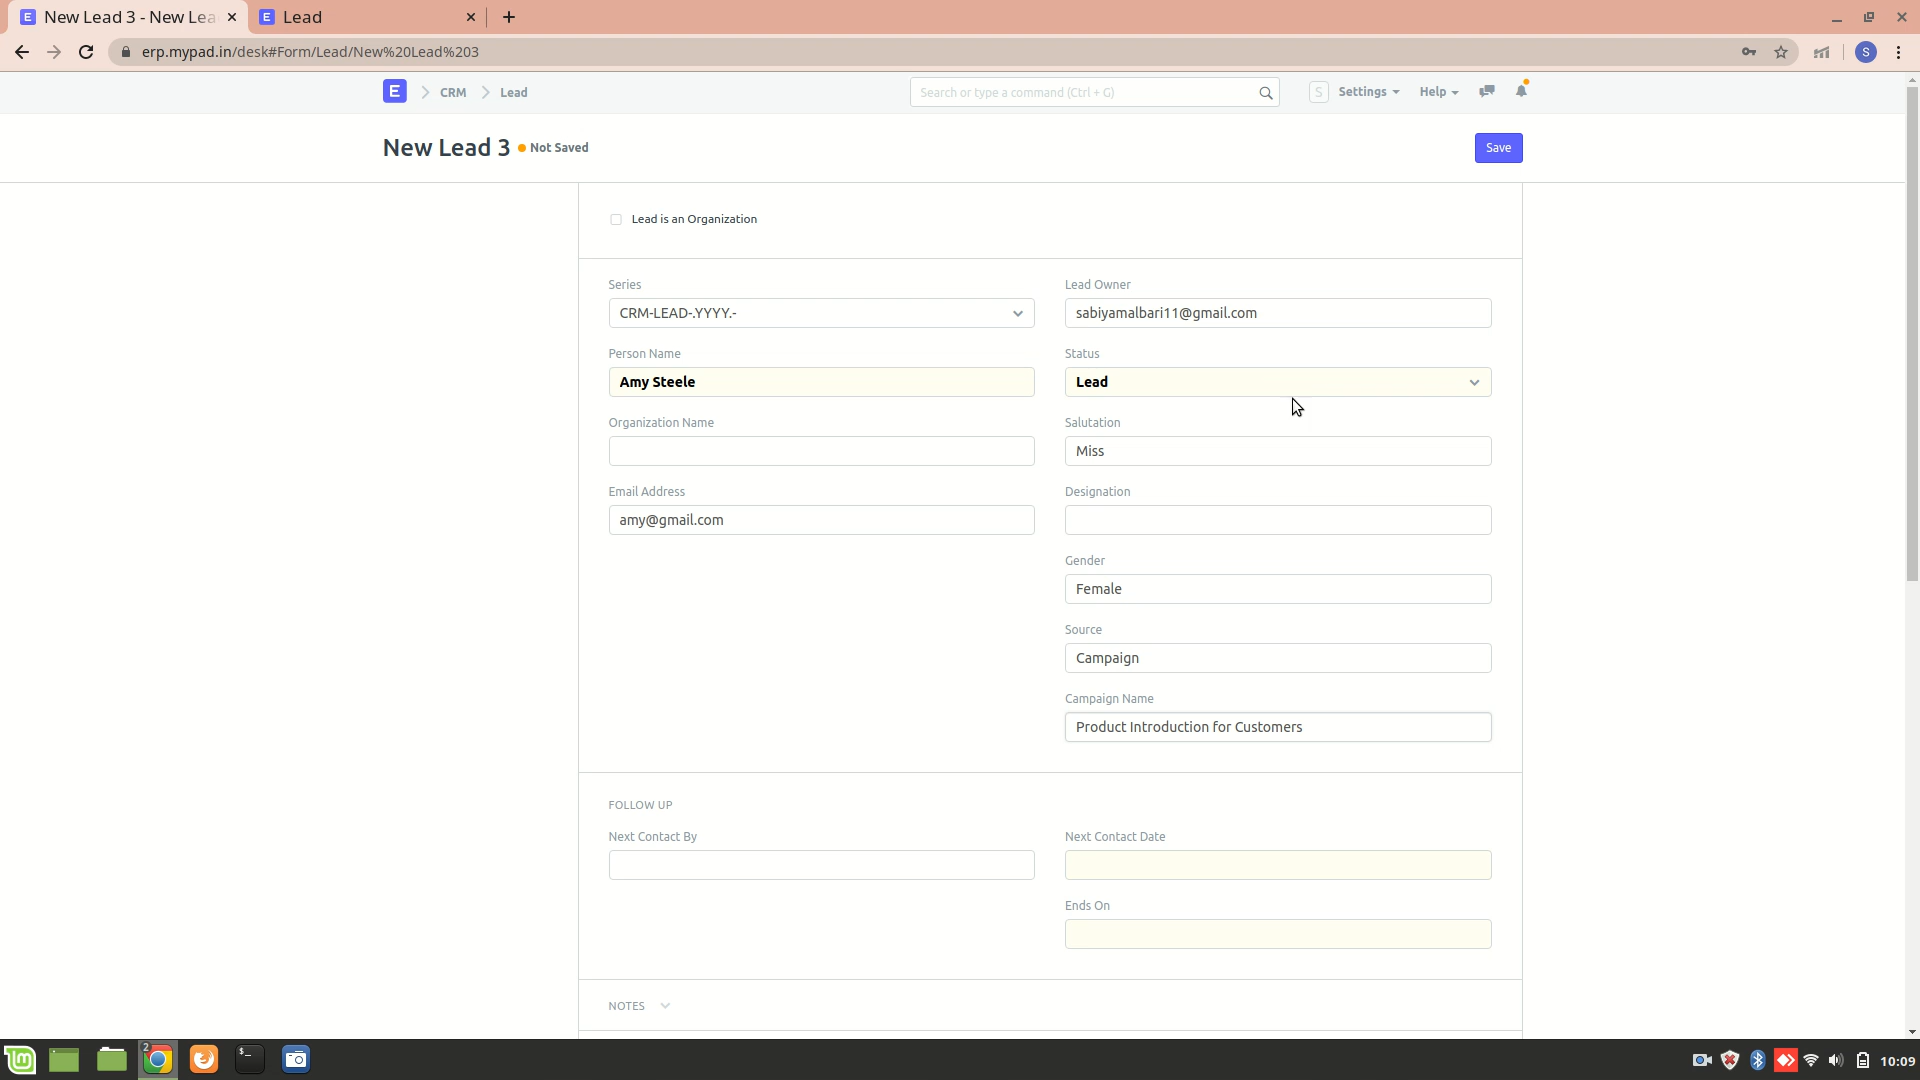 New Lead 3 - New Lea
Lead
erp.mypad.in/desk#Form/Lead/New%20Lead%203
S
E
CRM
Lead
Search or type a command (Ctrl + G)
S
Settings
Help
New Lead 3
Not Saved
Save
Lead is an Organization
Series
CRM-LEAD-.YYYY.-
Lead Owner
sabiyamalbari11@gmail.com
Person Name
Amy Steele
Status
Lead
Organization Name
Salutation
Miss
Email Address
amy@gmail.com
Designation
Gender
Female
Source
Campaign
Campaign Name
Product Introduction for Customers
FOLLOW UP
Next Contact By
Next Contact Date
Ends On
NOTES
2
10:09